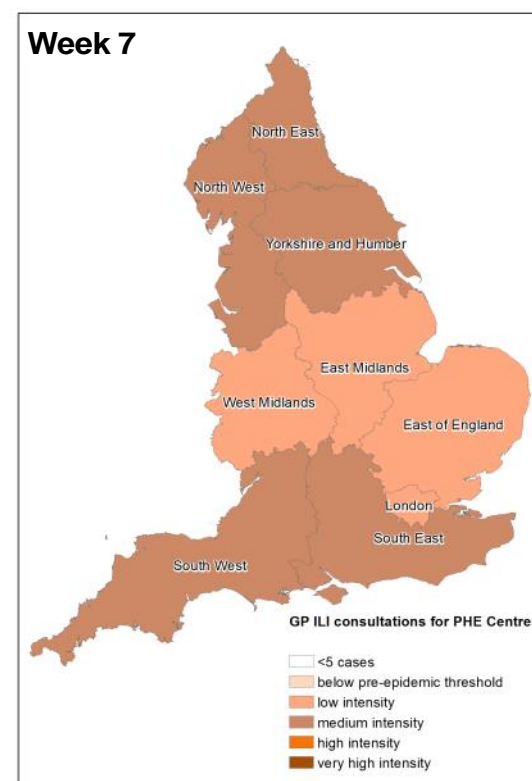 Week 7
North East
North West
Yorkshire and Humber
East Midlands
West Midlands
East of England
London
South East
South West
GP ILI consultations for PHE Centre
<5 cases
below pre-epidemic threshold
low intensity
medium intensity
high intensity
very high intensity